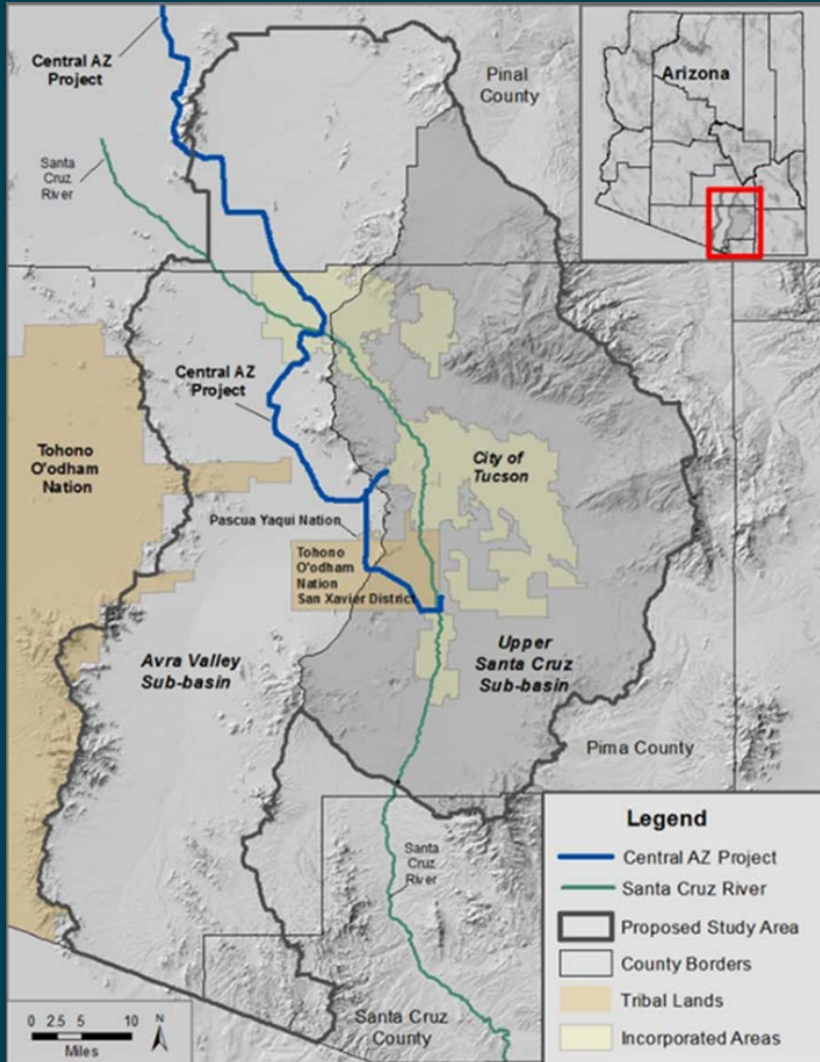 Central AZ
Project
Pinal
County
Arizona
Santa
Cruz
River
Central AZ
Project
Tohono
O'odham
Nation
City of
Tucson
Pascua Yaqui Nation
Tohono
O'odham
Nation
San Xavier District
Avra Valley
Sub-basin
Upper
Santa Cruz
Sub-basin
Pima County
Santa
Cruz
River
Santa Cruz
County
Legend
Central AZ Project
Santa Cruz River
Proposed Study Area
County Borders
Tribal Lands
Incorporated Areas
0 2.5 5 10
Miles
N